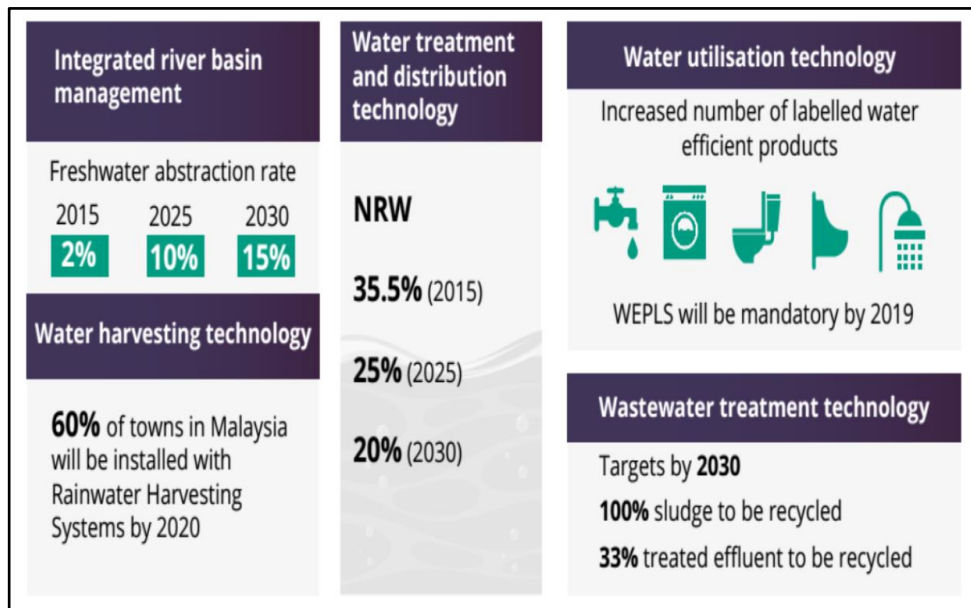 Integrated river basin
management
Freshwater abstraction rate
2015 2025 2030
2% 10% 15%
Water harvesting technology
60% of towns in Malaysia
will be installed with
Rainwater Harvesting
Systems by 2020
Water treatment
and distribution
technology
NRW
35.5% (2015)
25% (2025)
20% (2030)
Water utilisation technology
Increased number of labelled water
efficient products
WEPLS will be mandatory by 2019
Wastewater treatment technology
Targets by 2030
100% sludge to be recycled
33% treated effluent to be recycled